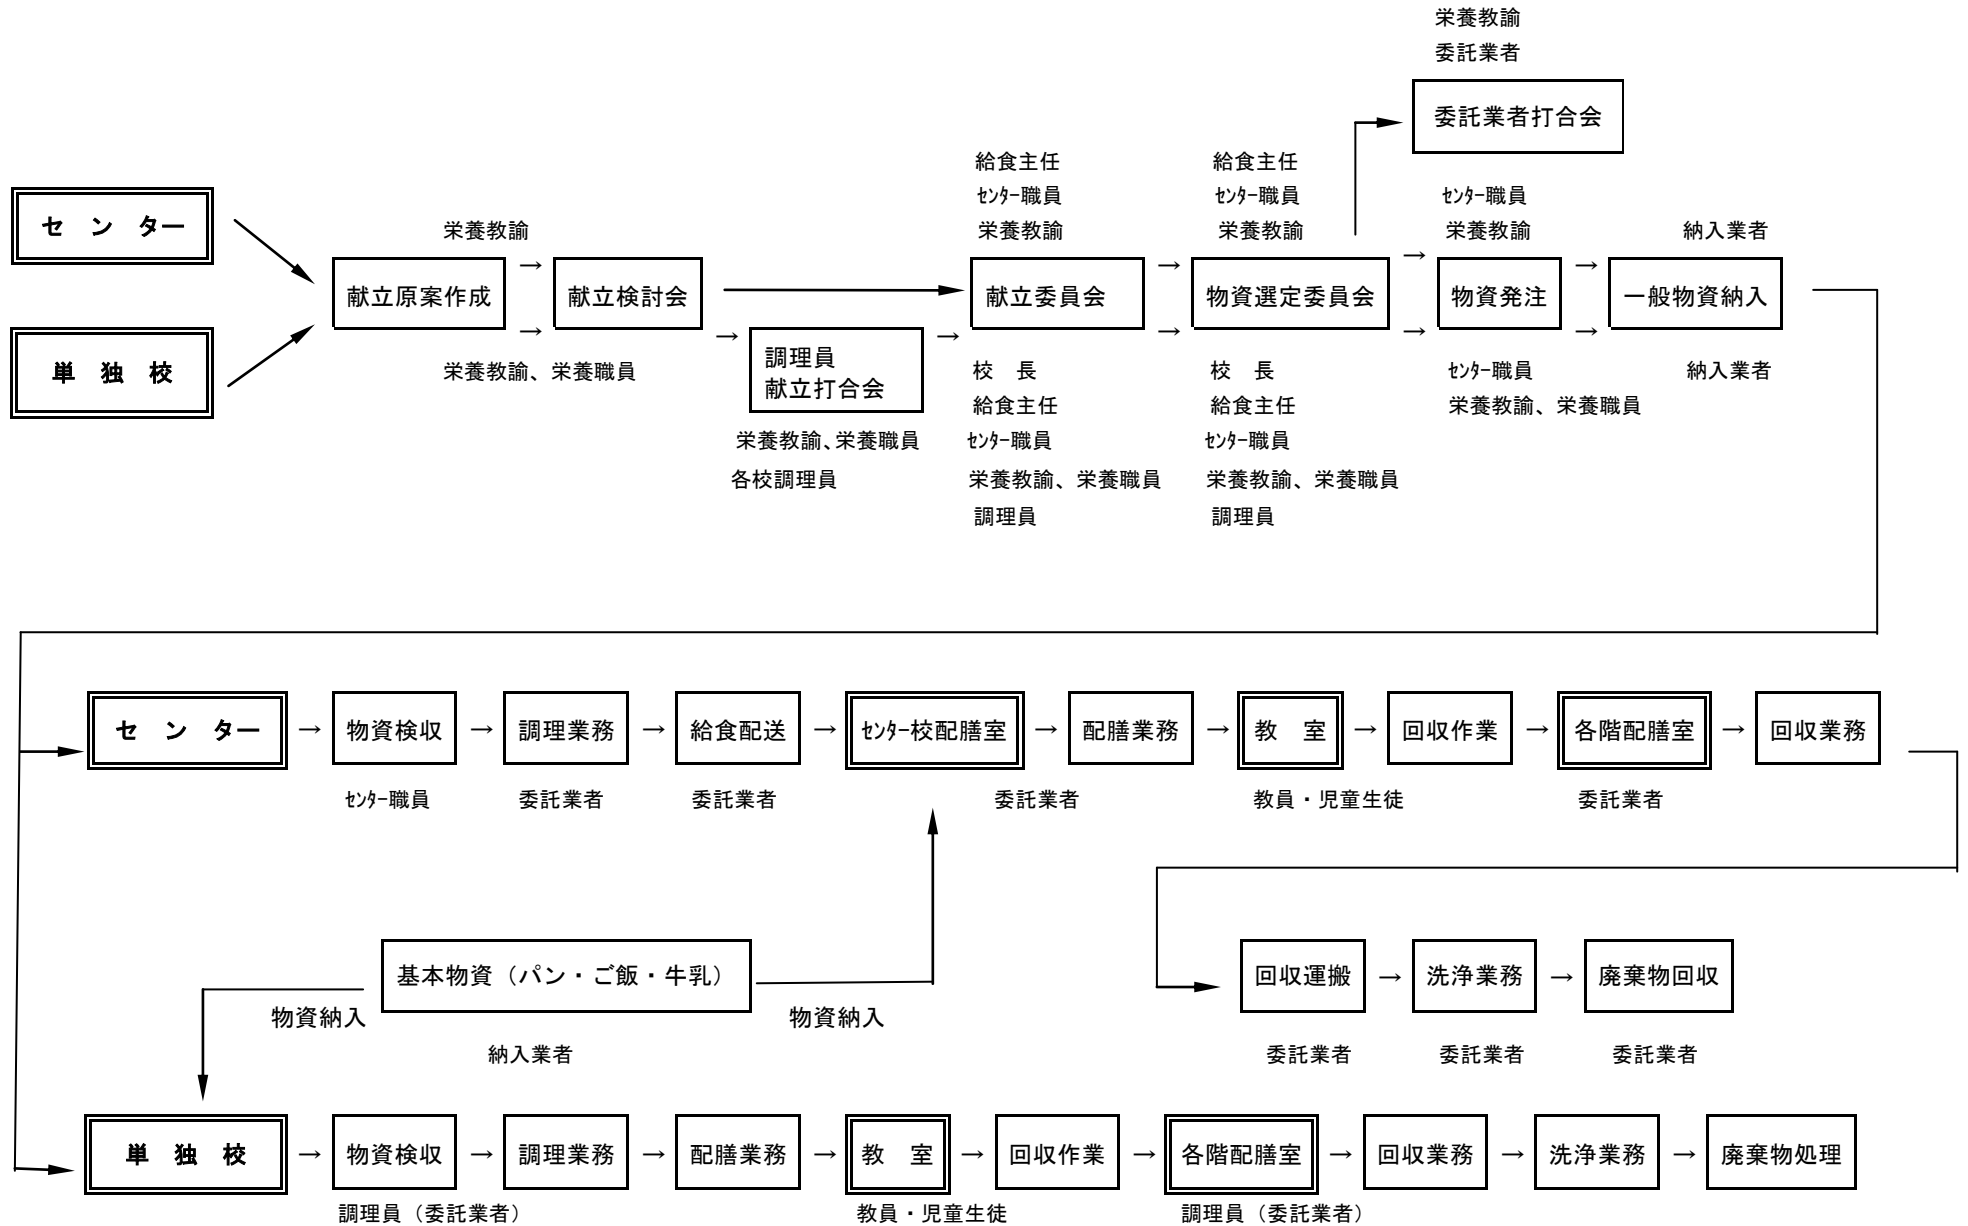 栄養教諭
委託業者
委託業者打合会
給食主任
ｾﾝﾀｰ職員
栄養教諭
給食主任
ｾﾝﾀｰ職員
栄養教諭
ｾﾝﾀｰ職員
栄養教諭
納入業者
セ ン ター
栄養教諭
単 独 校
献立原案作成
→
→
献立検討会
→
献立委員会
→
→
物資選定委員会
→
→
物資発注
→
→
一般物資納入
調理員
献立打合会
→
栄養教諭、栄養職員
栄養教諭、栄養職員
各校調理員
校 長
給食主任
ｾﾝﾀｰ職員
栄養教諭、栄養職員
調理員
校 長
給食主任
ｾﾝﾀｰ職員
栄養教諭、栄養職員
調理員
ｾﾝﾀｰ職員
栄養教諭、栄養職員
納入業者
セ ン ター → 物資検収 → 調理業務 → 給食配送 → ｾﾝﾀｰ校配膳室 → 配膳業務 → 教 室 → 回収作業 → 各階配膳室 → 回収業務
ｾﾝﾀｰ職員 委託業者 委託業者 委託業者 教員・児童生徒 委託業者
基本物資（パン・ご飯・牛乳）
物資納入 物資納入
納入業者
回収運搬 → 洗浄業務 → 廃棄物回収
委託業者 委託業者 委託業者
単 独 校 → 物資検収 → 調理業務 → 配膳業務 → 教 室 → 回収作業 → 各階配膳室 → 回収業務 → 洗浄業務 → 廃棄物処理
調理員（委託業者） 教員・児童生徒 調理員（委託業者）